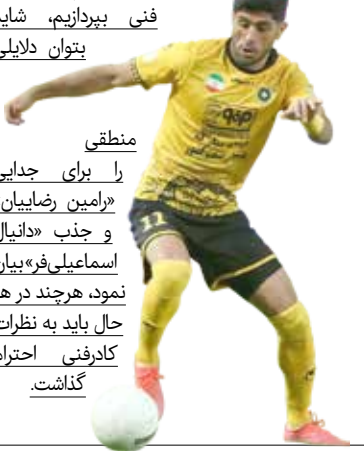 فنی بپردازیم، شاید
بتوان دلایلی
منطقی
را برای جدایی
«رامین رضاییان»
و جذب «دانیال
اسماعیلی‌فر»بیان
نمود، هرچند در هر
حال باید به نظرات
کادرفنی احترام
گذاشت.
11